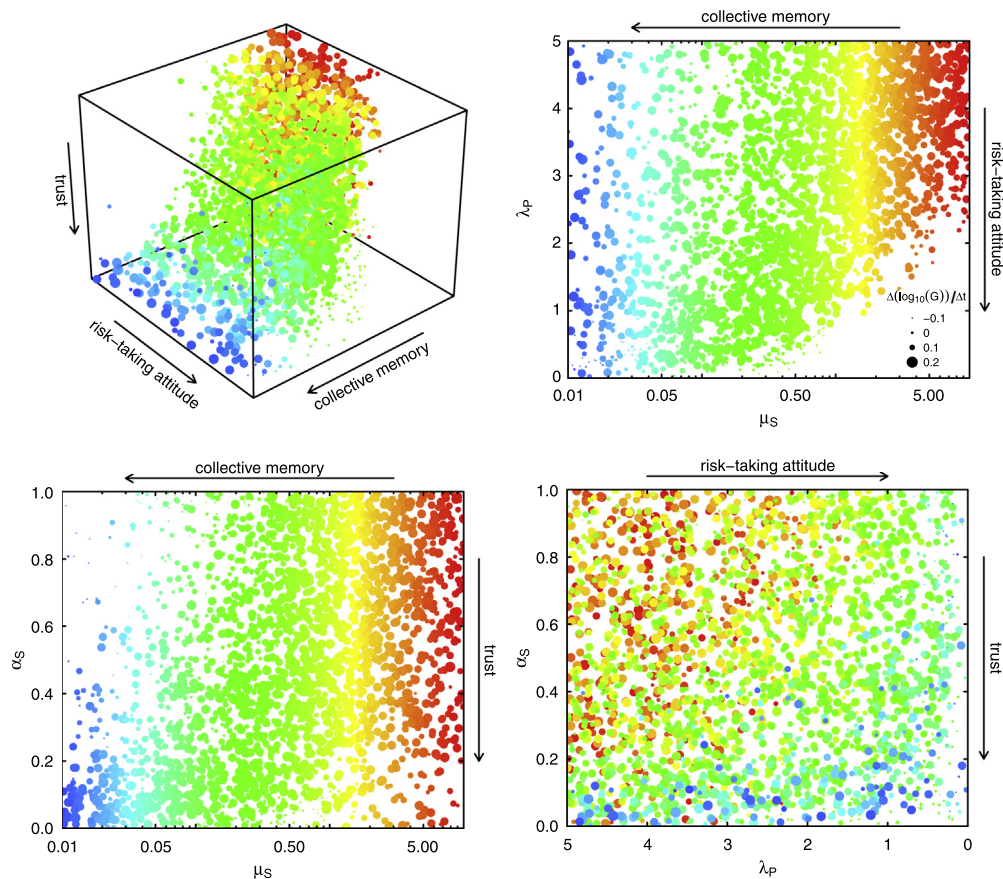 trust
risk−taking attitude
collective memory
collective memory
5
4
3
2
1
0
λP
0.01
0.05
0.50
5.00
μS
risk−taking attitude
Δ(log10(G))/Δt
−0.1
0
0.1
0.2
collective memory
1.0
0.8
0.6
0.4
0.2
0.0
αS
0.01
0.05
0.50
5.00
μS
trust
risk−taking attitude
1.0
0.8
0.6
0.4
0.2
0.0
αS
5
4
3
2
1
0
λP
trust